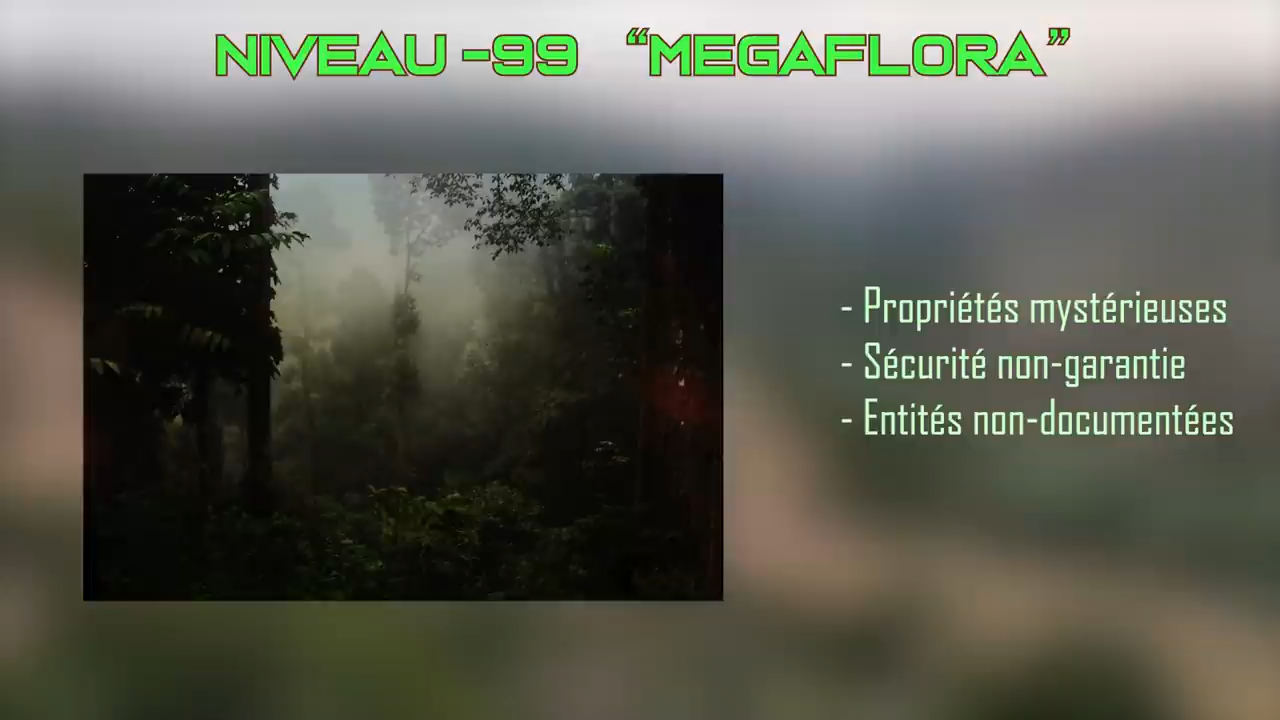 NIVEAU -99 “MEGAFLORA”
- Propriétés mystérieuses
- Sécurité non-garantie
- Entités non-documentées